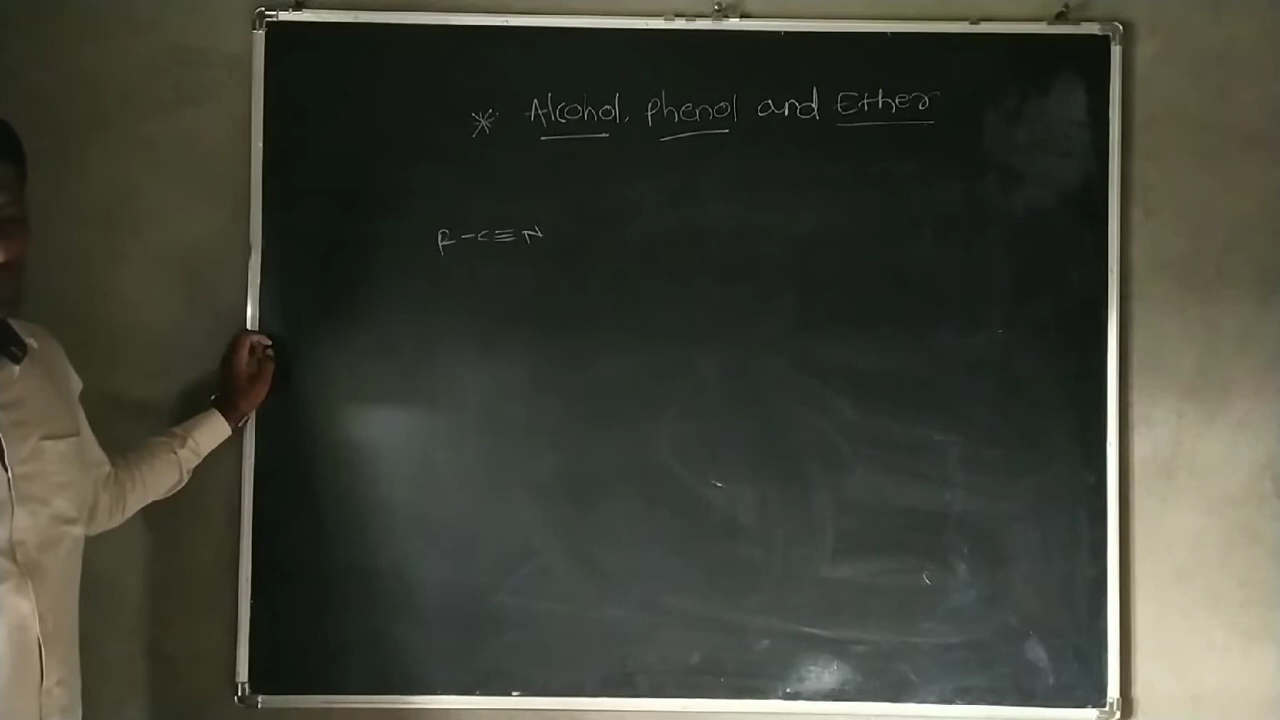 * Alcohol, phenol and Ether
R-C≡N